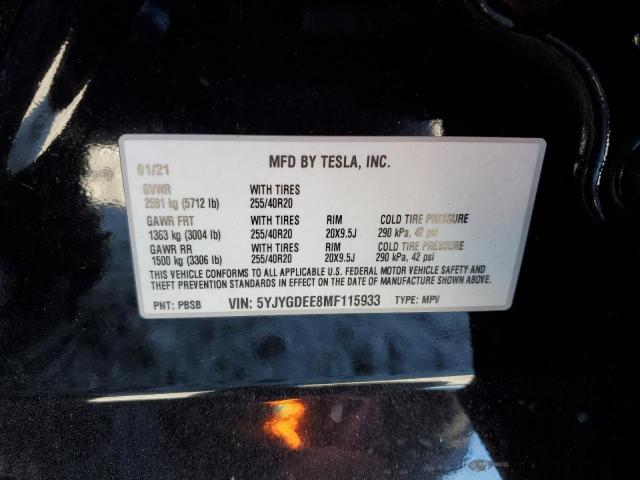 01/21 MFD BY TESLA, INC.
GVWR WITH TIRES
2591 kg (5712 lb) 255/40R20
GAWR FRT WITH TIRES RIM COLD TIRE PRESSURE
1363 kg (3004 lb) 255/40R20 20X9.5J 290 kPa, 42 psi
GAWR RR WITH TIRES RIM COLD TIRE PRESSURE
1500 kg (3306 lb) 255/40R20 20X9.5J 290 kPa, 42 psi
THIS VEHICLE CONFORMS TO ALL APPLICABLE U.S. FEDERAL MOTOR VEHICLE SAFETY AND
THEFT PREVENTION STANDARDS IN EFFECT ON THE DATE OF MANUFACTURE SHOWN ABOVE.
PNT: PBSB VIN: 5YJYGDEE8MF115933 TYPE: MPV